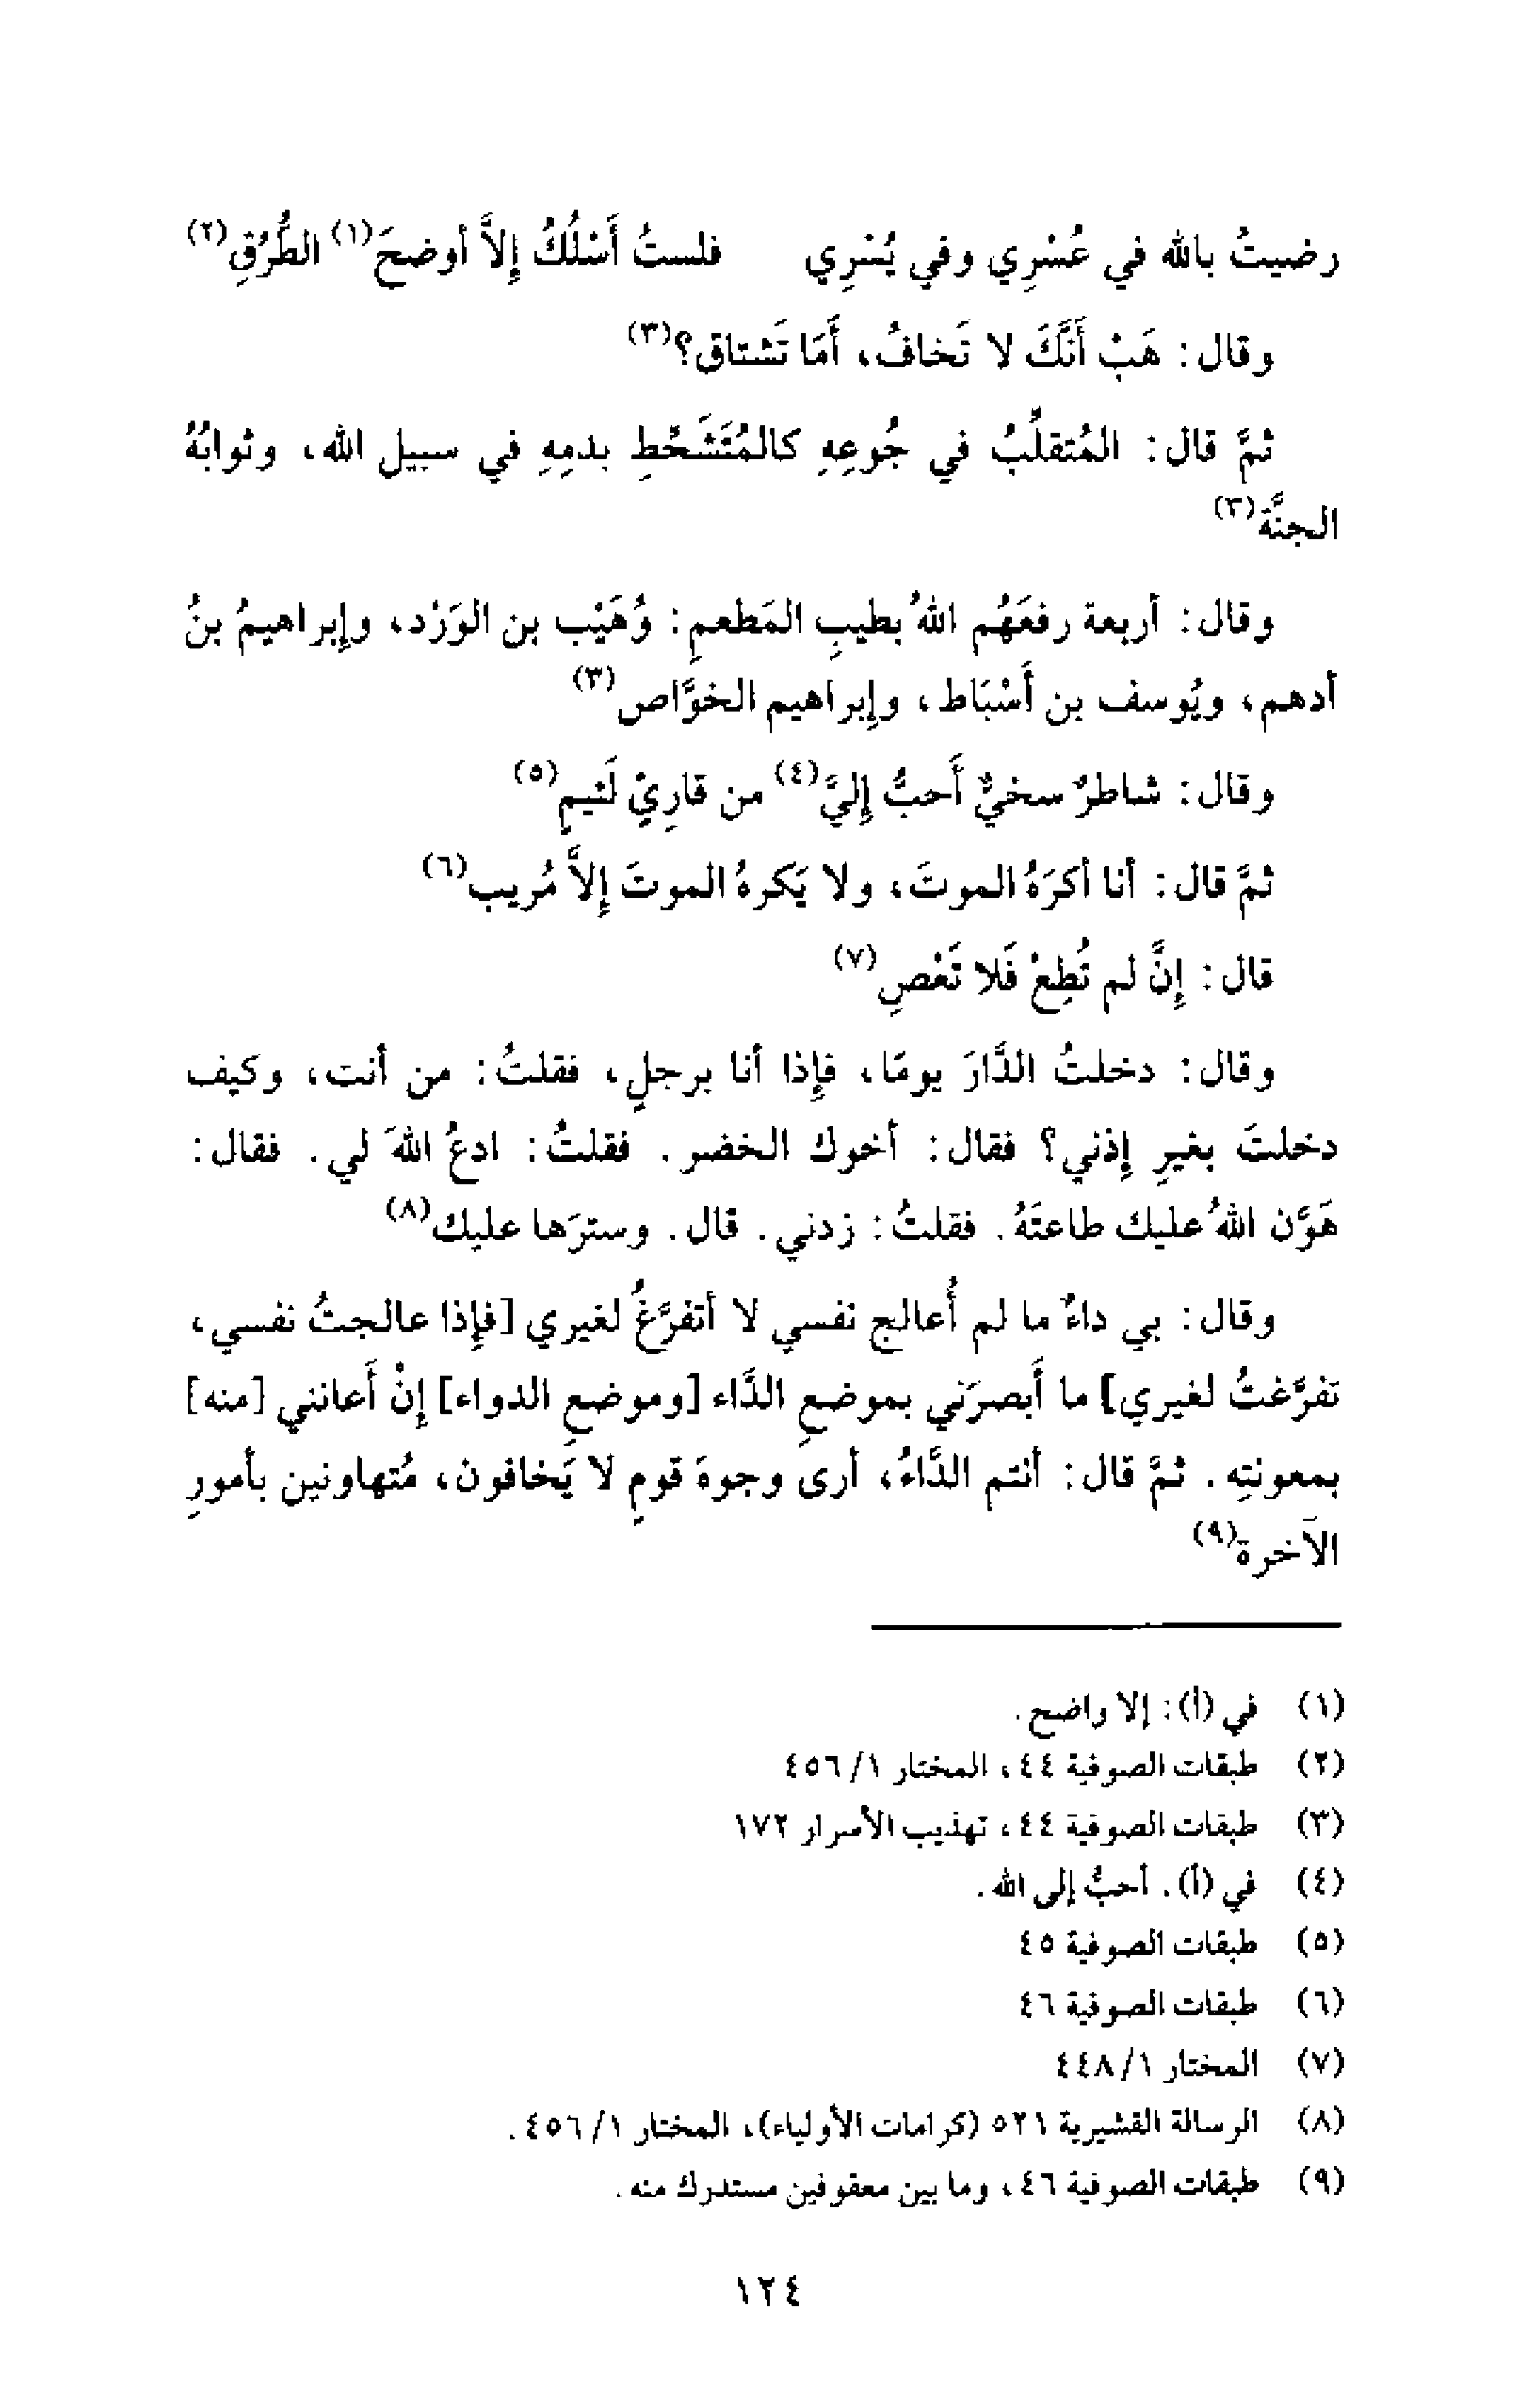 رضيتُ بالله في عُسْرِي وفي يُسْرِي فلستُ أَسْلُكُ إِلاَّ أوضحَ(١) الطُّرُقِ(٢)
وقال: هَبْ أَنَّكَ لا تَخافُ، أَمَا تَشتاق؟(٣)
ثمَّ قال: المُتقلِّبُ في جُوعِهِ كالمُتَشَحِّطِ بدمِهِ في سبيل الله، وثوابُهُ
الجنَّة(٣)
وقال: أربعة رفعَهُم اللهُ بطيبِ المَطعمِ: وُهَيْب بن الوَرْد، وإبراهيمُ بنُ
أدهم، ويُوسف بن أَسْبَاط، وإبراهيم الخوَّاص(٣)
وقال: شاطرٌ سخيٌّ أَحبُّ إِليَّ(٤) من قارِئٍ لَئيمٍ(٥)
ثمَّ قال: أنا أكرَهُ الموتَ، ولا يَكرهُ الموتَ إِلاَّ مُريب(٦)
قال: إِنَّ لم تُطِعْ فَلا تَعْصِ(٧)
وقال: دخلتُ الدَّارَ يومًا، فإِذا أنا برجلٍ، فقلتُ: من أنت، وكيف
دخلتَ بغيرِ إِذني؟ فقال: أخوك الخضر. فقلتُ: ادعُ اللهَ لي. فقال:
هَوَّن اللهُ عليك طاعتَهُ. فقلتُ: زدني. قال. وسترَها عليك(٨)
وقال: بي داءٌ ما لم أُعالج نفسي لا أتفرَّغُ لغيري [فإِذا عالجتُ نفسي،
تفرَّغتُ لغيري] ما أَبصرَني بموضعِ الدَّاء [وموضعِ الدواء] إِنْ أَعانني [منه]
بمعونتِه. ثمَّ قال: أنتم الدَّاءُ، أرى وجوهَ قومٍ لا يَخافون، مُتهاونين بأمورِ
الآخرة(٩)
(١) في (أ): إلا واضح.
(٢) طبقات الصوفية ٤٤، المختار ١/ ٤٥٦
(٣) طبقات الصوفية ٤٤، تهذيب الأسرار ١٧٢
(٤) في (أ). أحبُّ إلى الله.
(٥) طبقات الصوفية ٤٥
(٦) طبقات الصوفية ٤٦
(٧) المختار ١/ ٤٤٨
(٨) الرسالة القشيرية ٥٢١ (كرامات الأولياء)، المختار ١/ ٤٥٦.
(٩) طبقات الصوفية ٤٦، وما بين معقوفين مستدرك منه.
١٢٤